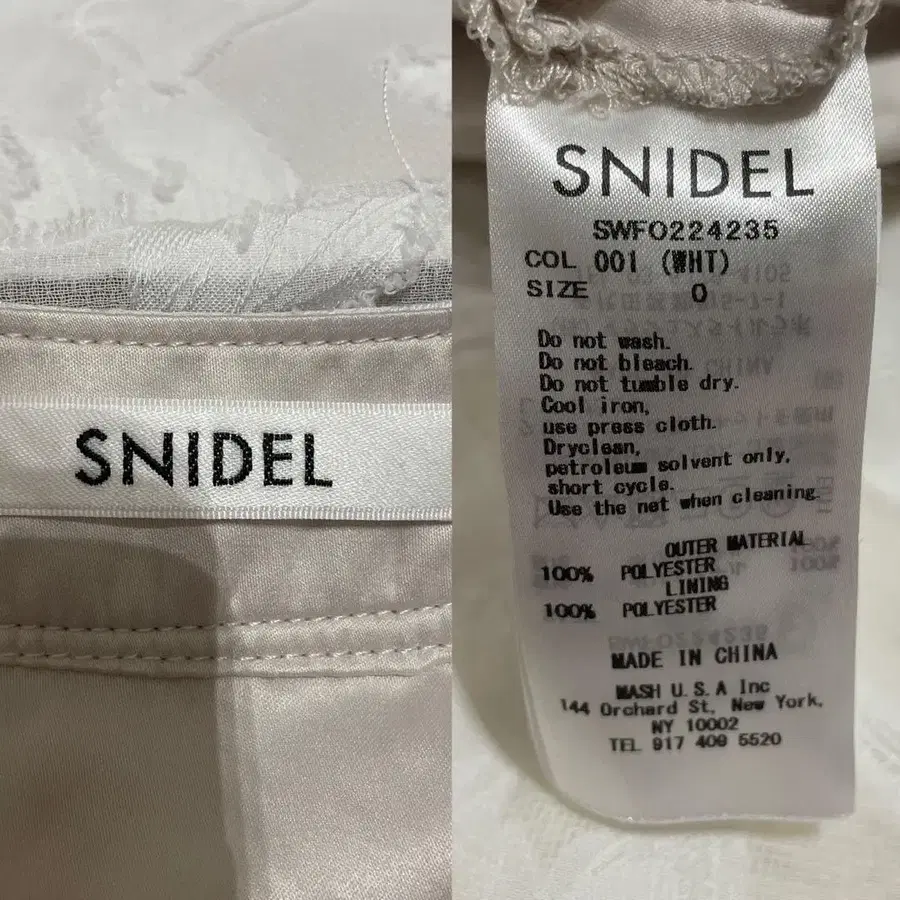 SNIDEL
SNIDEL
SWFO224235
COL 001 (WHT)
SIZE 0
Do not wash.
Do not bleach.
Do not tumble dry.
Cool iron,
use press cloth.
Dryclean,
petroleum solvent only,
short cycle.
Use the net when cleaning.
OUTER MATERIAL
100% POLYESTER
LINING
100% POLYESTER
MADE IN CHINA
MASH U.S.A Inc
144 Orchard St, New York,
NY 10002
TEL 917 409 5520